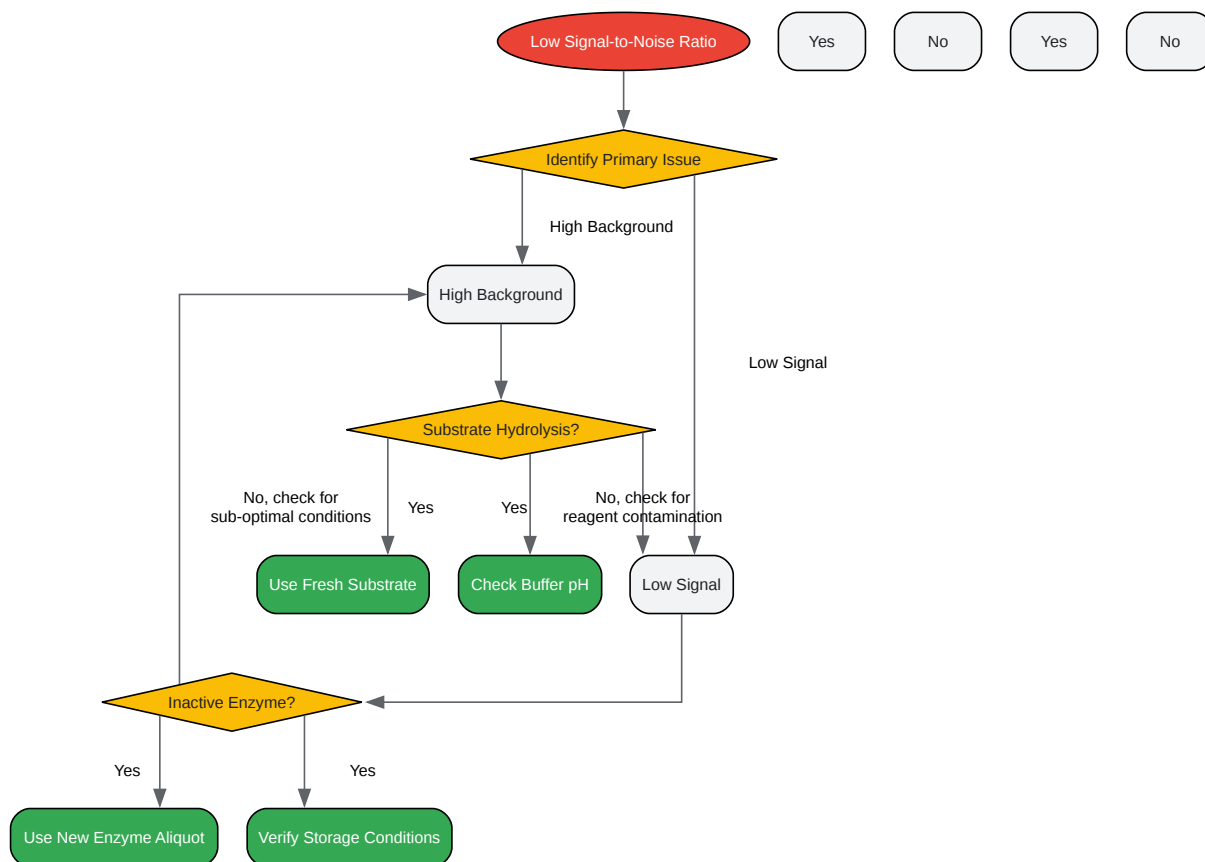 Low Signal-to-Noise Ratio
Yes
No
Yes
No
Identify Primary Issue
High Background
High Background
Low Signal
Substrate Hydrolysis?
No, check for
sub-optimal conditions
Yes
Yes
No, check for
reagent contamination
Use Fresh Substrate
Check Buffer pH
Low Signal
Inactive Enzyme?
Yes
Yes
Use New Enzyme Aliquot
Verify Storage Conditions